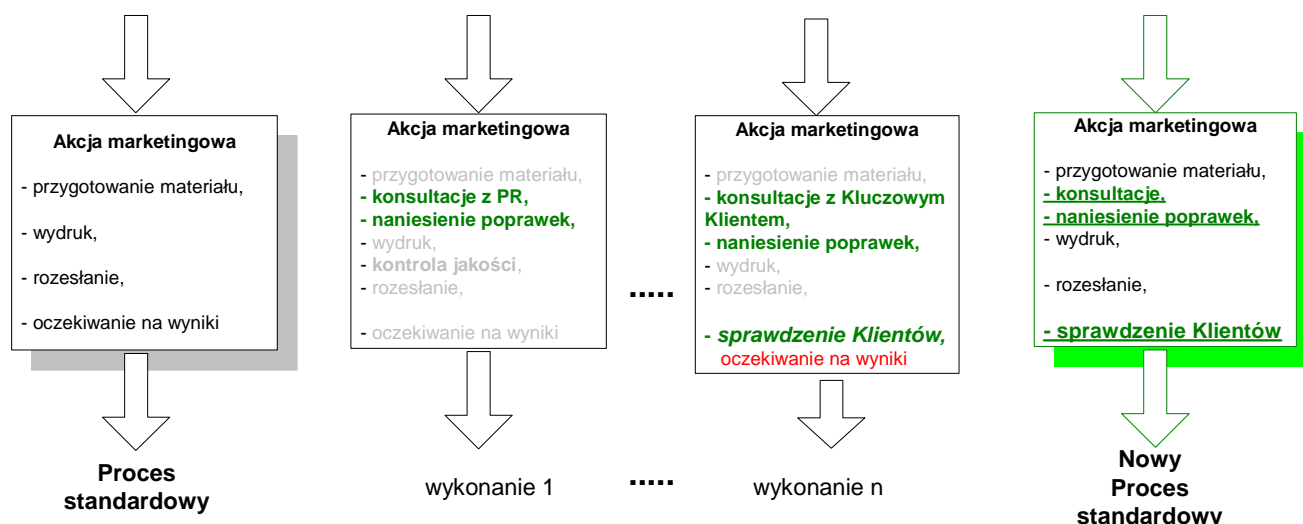 Akcja marketingowa
- przygotowanie materiału,
- wydruk,
- rozesłanie,
- oczekiwanie na wyniki
Proces
standardowy
Akcja marketingowa
- przygotowanie materiału,
- konsultacje z PR,
- naniesienie poprawek,
- wydruk,
- kontrola jakości,
- rozesłanie,
- oczekiwanie na wyniki
wykonanie 1
.....
.....
Akcja marketingowa
- przygotowanie materiału,
- konsultacje z Kluczowym
Klientem,
- naniesienie poprawek,
- wydruk,
- rozesłanie,
- sprawdzenie Klientów,
oczekiwanie na wyniki
wykonanie n
Akcja marketingowa
- przygotowanie materiału,
- konsultacje,
- naniesienie poprawek,
- wydruk,
- rozesłanie,
- sprawdzenie Klientów
Nowy
Proces
standardowy